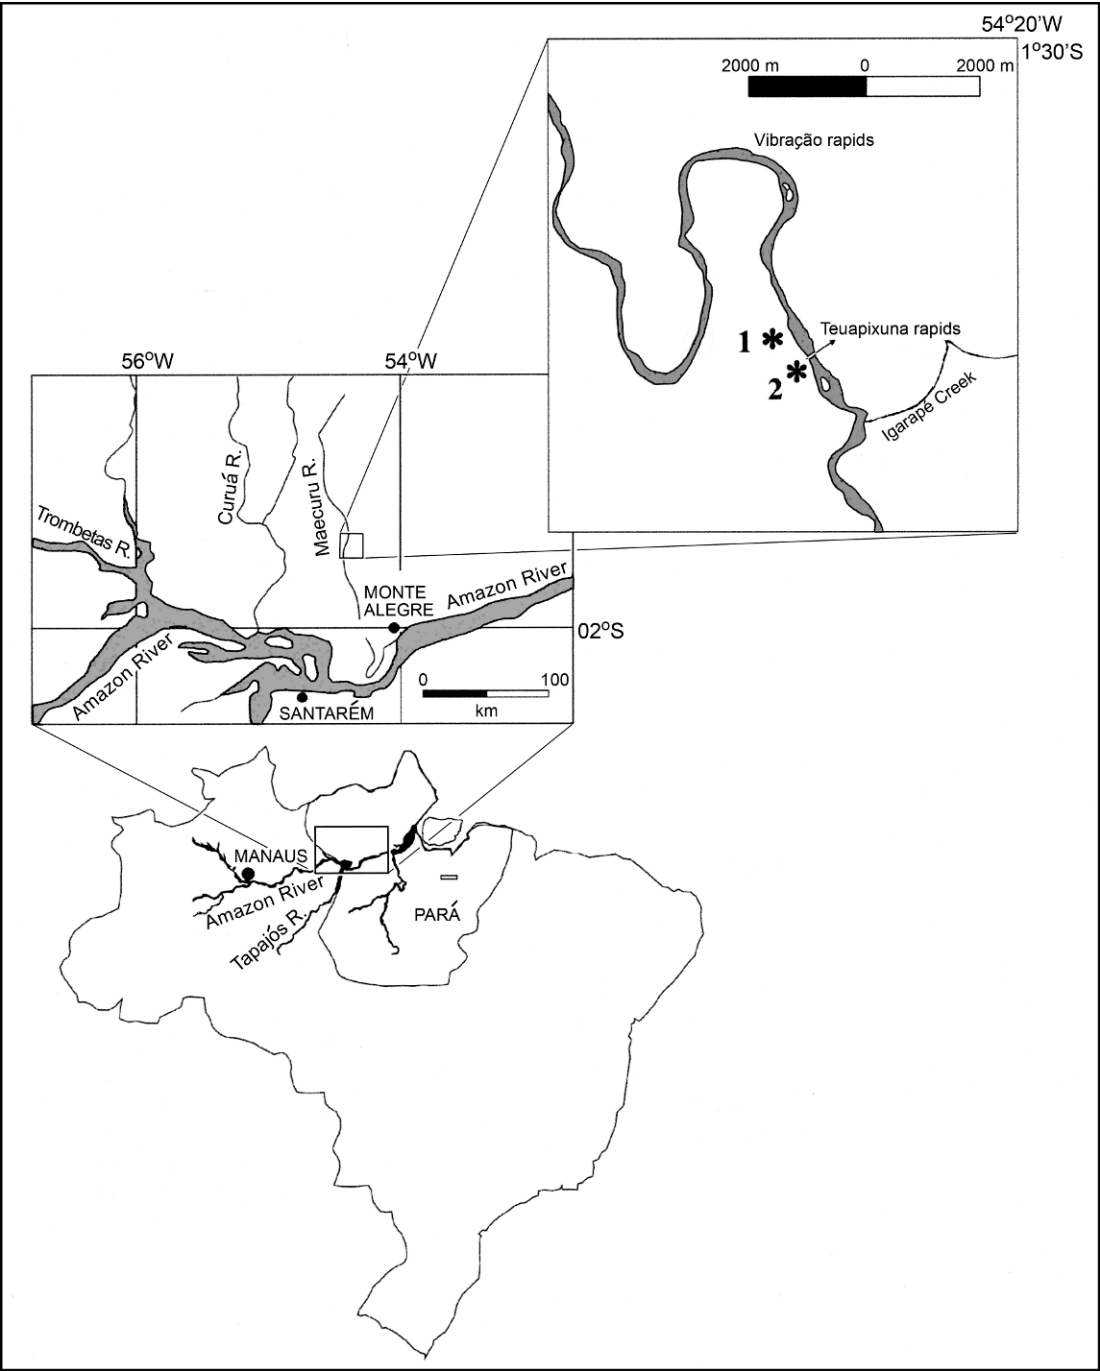 54°20'W
1°30'S
2000 m 0 2000 m
Vibração rapids
Teuapixuna rapids
1 *
2 *
Igarapé Creek
56°W 54°W
Curuá R.
Maecuru R.
Trombetas R.
MONTE
ALEGRE
Amazon River
02°S
Amazon River
0 100
km
SANTARÉM
MANAUS
Amazon River
Tapajós R.
PARÁ